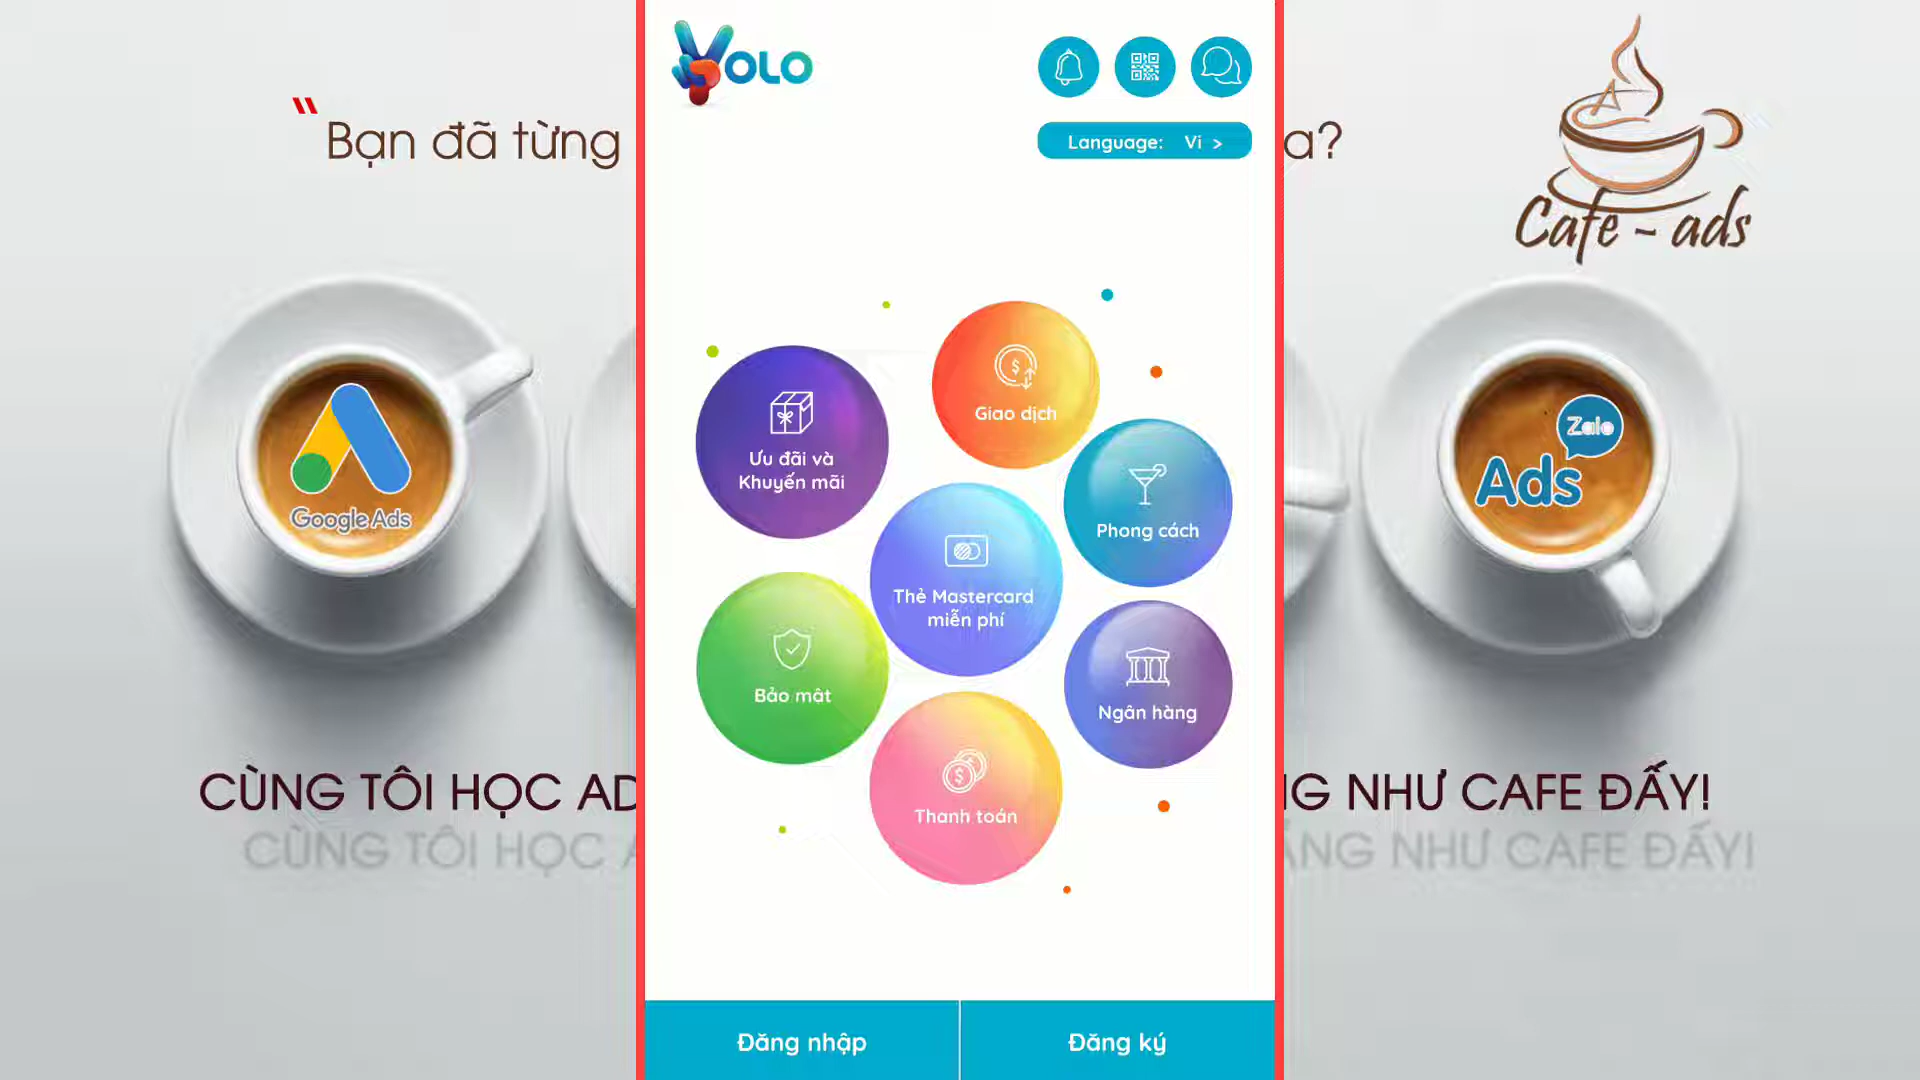 YOLO
Language: Vi >
"Bạn đã từng
a?
Cafe - ads
Giao dịch
Ưu đãi và
Khuyến mãi
Phong cách
Zalo
Ads
Google Ads
Thẻ Mastercard
miễn phí
Bảo mật
Ngân hàng
Thanh toán
CÙNG TÔI HỌC AD
G NHƯ CAFE ĐẤY!
CÙNG TÔI HỌC
NG NHƯ CAFE ĐẤY!
Đăng nhập
Đăng ký